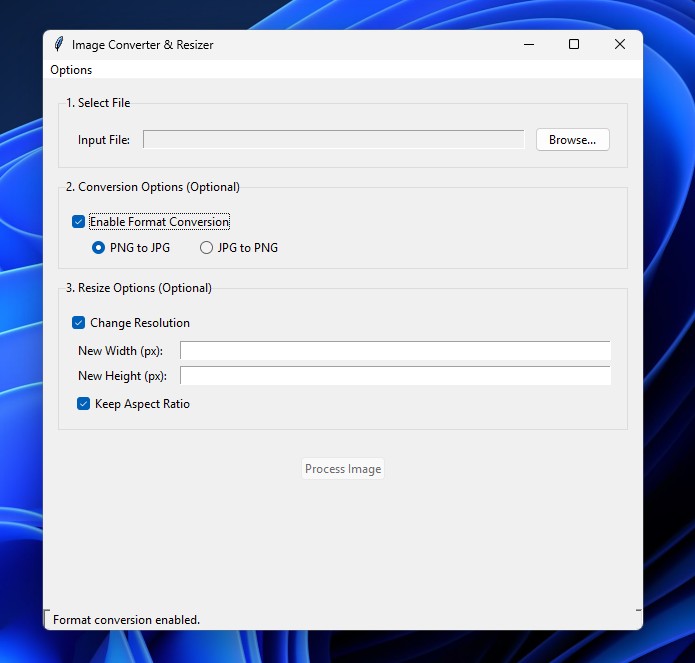 Image Converter & Resizer
Options
1. Select File
Input File:
Browse...
2. Conversion Options (Optional)
Enable Format Conversion
PNG to JPG JPG to PNG
3. Resize Options (Optional)
Change Resolution
New Width (px):
New Height (px):
Keep Aspect Ratio
Process Image
Format conversion enabled.